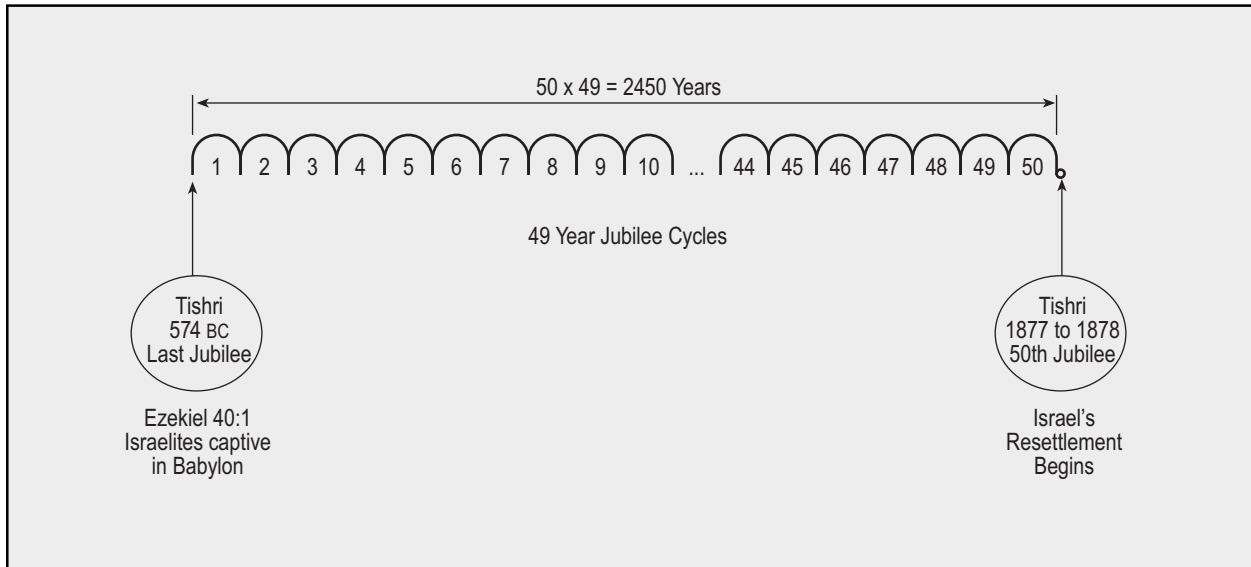 50 x 49 = 2450 Years
1 2 3 4 5 6 7 8 9 10 ... 44 45 46 47 48 49 50
49 Year Jubilee Cycles
Tishri
574 BC
Last Jubilee
Ezekiel 40:1
Israelites captive
in Babylon
Tishri
1877 to 1878
50th Jubilee
Israel's
Resettlement
Begins